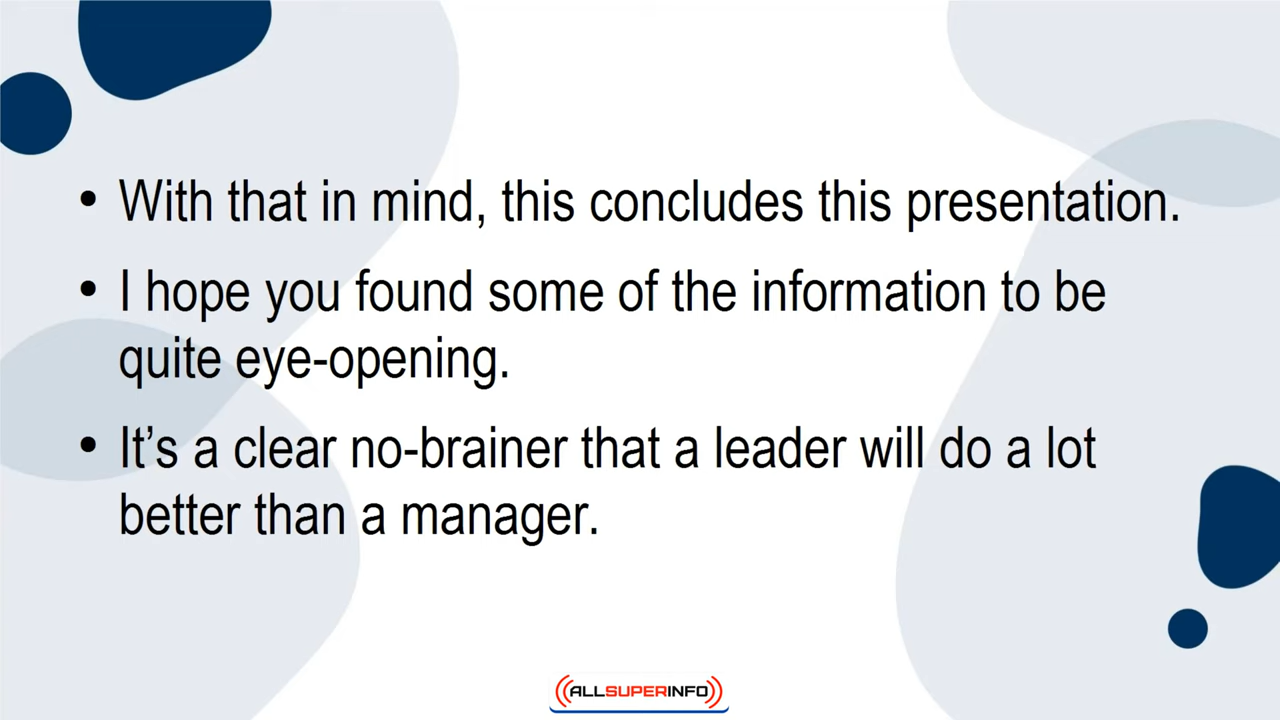 • With that in mind, this concludes this presentation.
• I hope you found some of the information to be
quite eye-opening.
• It’s a clear no-brainer that a leader will do a lot
better than a manager.
ALLSUPERINFO